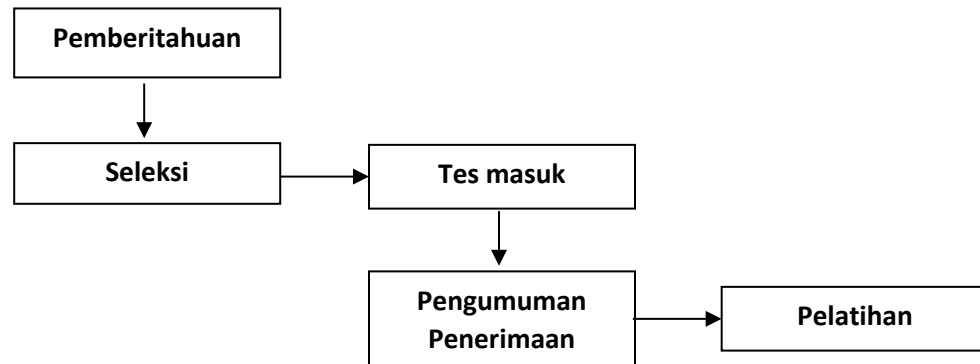 Pemberitahuan
Seleksi
Tes masuk
Pengumuman
Penerimaan
Pelatihan